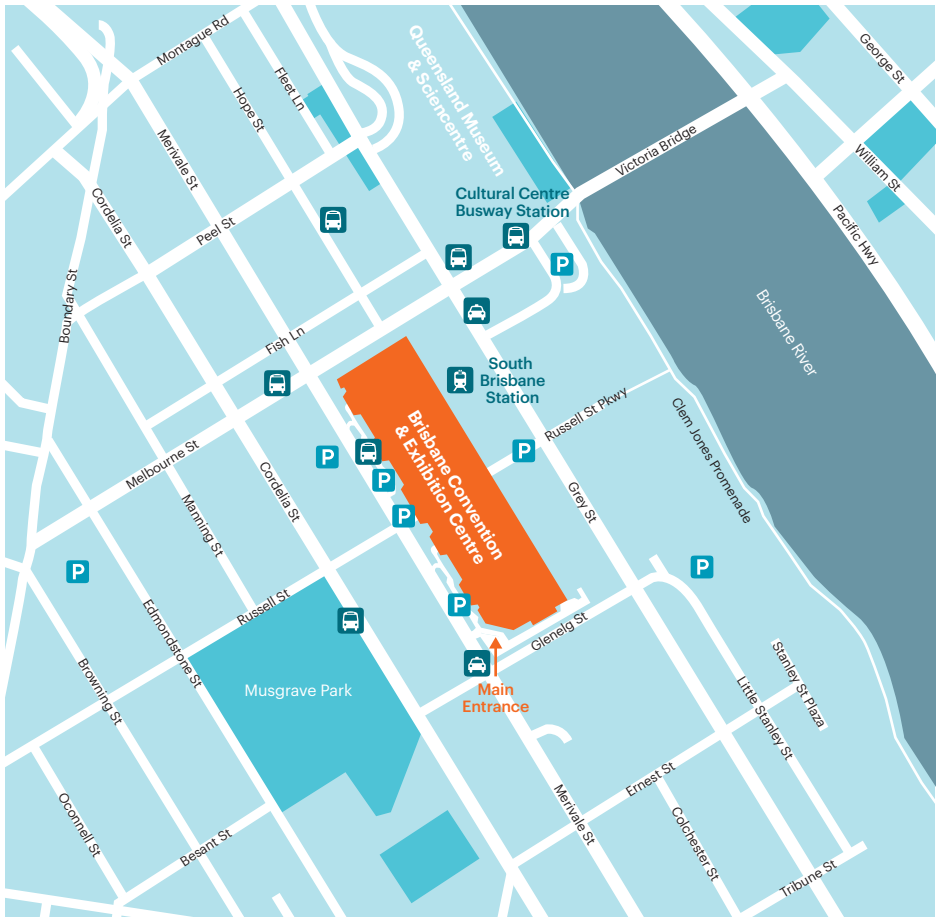 Montague Rd
Fleet Ln
Hope St
Merivale St
Cordelia St
Peel St
Boundary St
Queensland Museum
& Sciencentre
George St
William St
Victoria Bridge
Pacific Hwy
Cultural Centre
Busway Station
P
Brisbane River
Fish Ln
South
Brisbane
Station
Russell St Pkwy
Clem Jones Promenade
Brisbane Convention
& Exhibition Centre
P
P
P
P
Melbourne St
Cordelia St
Manning St
Grey St
P
P
P
Russell St
Edmondstone St
Glenelg St
Musgrave Park
Main
Entrance
Browning St
Stanley St Plaza
Little Stanley St
Ernest St
Merivale St
Colchester St
Oconnell St
Besant St
Tribune St